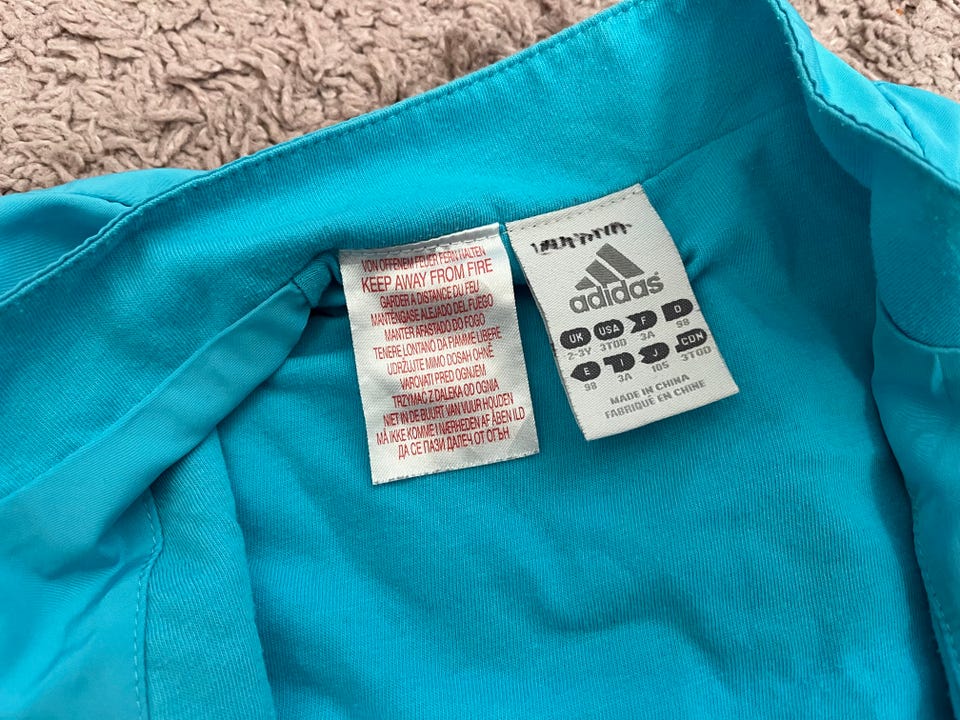 VON OFFENEM FEUER FERN HALTEN
KEEP AWAY FROM FIRE
GARDER A DISTANCE DU FEU
MANTÉNGASE ALEJADO DEL FUEGO
MANTER AFASTADO DO FOGO
TENERE LONTANO DA FIAMME LIBERE
UDRŽUJTE MIMO DOSAH OHNĚ
VAROVATI PRED OGNJEM
TRZYMAĆ Z DALEKA OD OGNIA
NIET IN DE BUURT VAN VUUR HOUDEN
MÅ IKKE KOMME I NÆRHEDEN AF ÅBEN ILD
ДА СЕ ПАЗИ ДАЛЕЧ ОТ ОГЪН
adidas
UK USA F D
2-3Y 3TOD 3A 98
E I J CDN
98 3A 105 3TOD
MADE IN CHINA
FABRIQUÉ EN CHINE